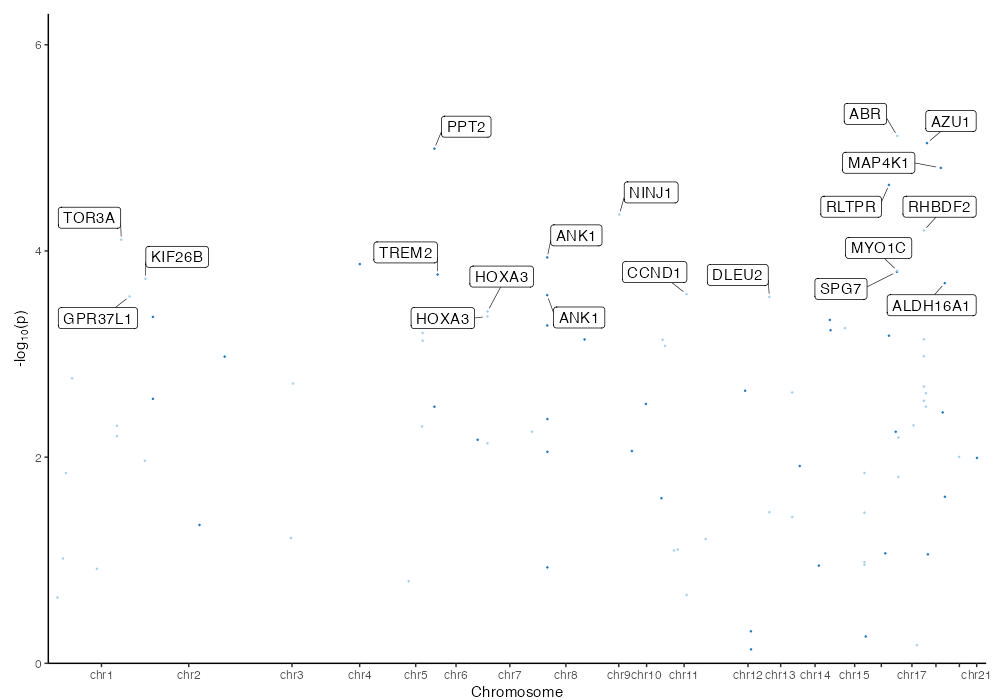 6
ABR
AZU1
PPT2
MAP4K1
NINJ1
RLTPR
RHBDF2
TOR3A
ANK1
4
KIF26B
TREM2
MYO1C
HOXA3
CCND1
DLEU2
SPG7
ALDH16A1
GPR37L1
HOXA3
ANK1
-log10(p)
2
0
chr1 chr2 chr3 chr4 chr5 chr6 chr7 chr8 chr9chr10 chr11 chr12 chr13 chr14 chr15 chr17 chr21
Chromosome